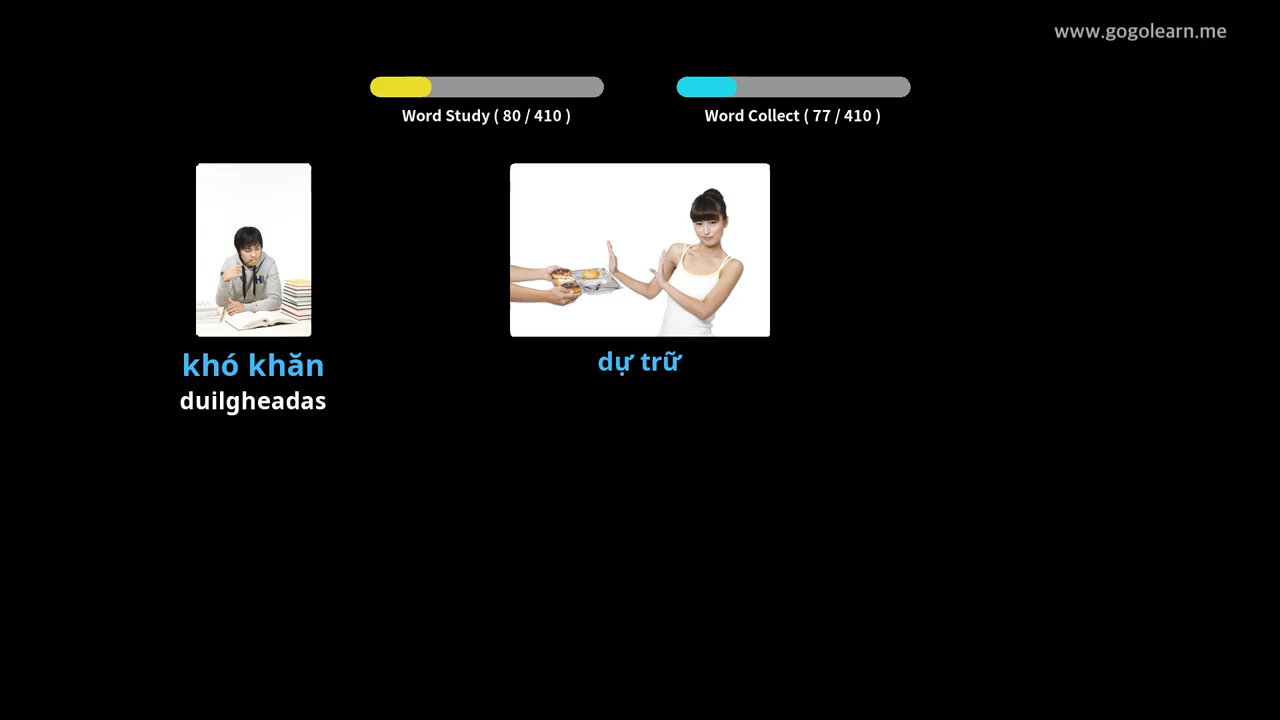 www.gogolearn.me
Word Study ( 80 / 410 )
Word Collect ( 77 / 410 )
khó khăn
duilgheadas
dự trữ